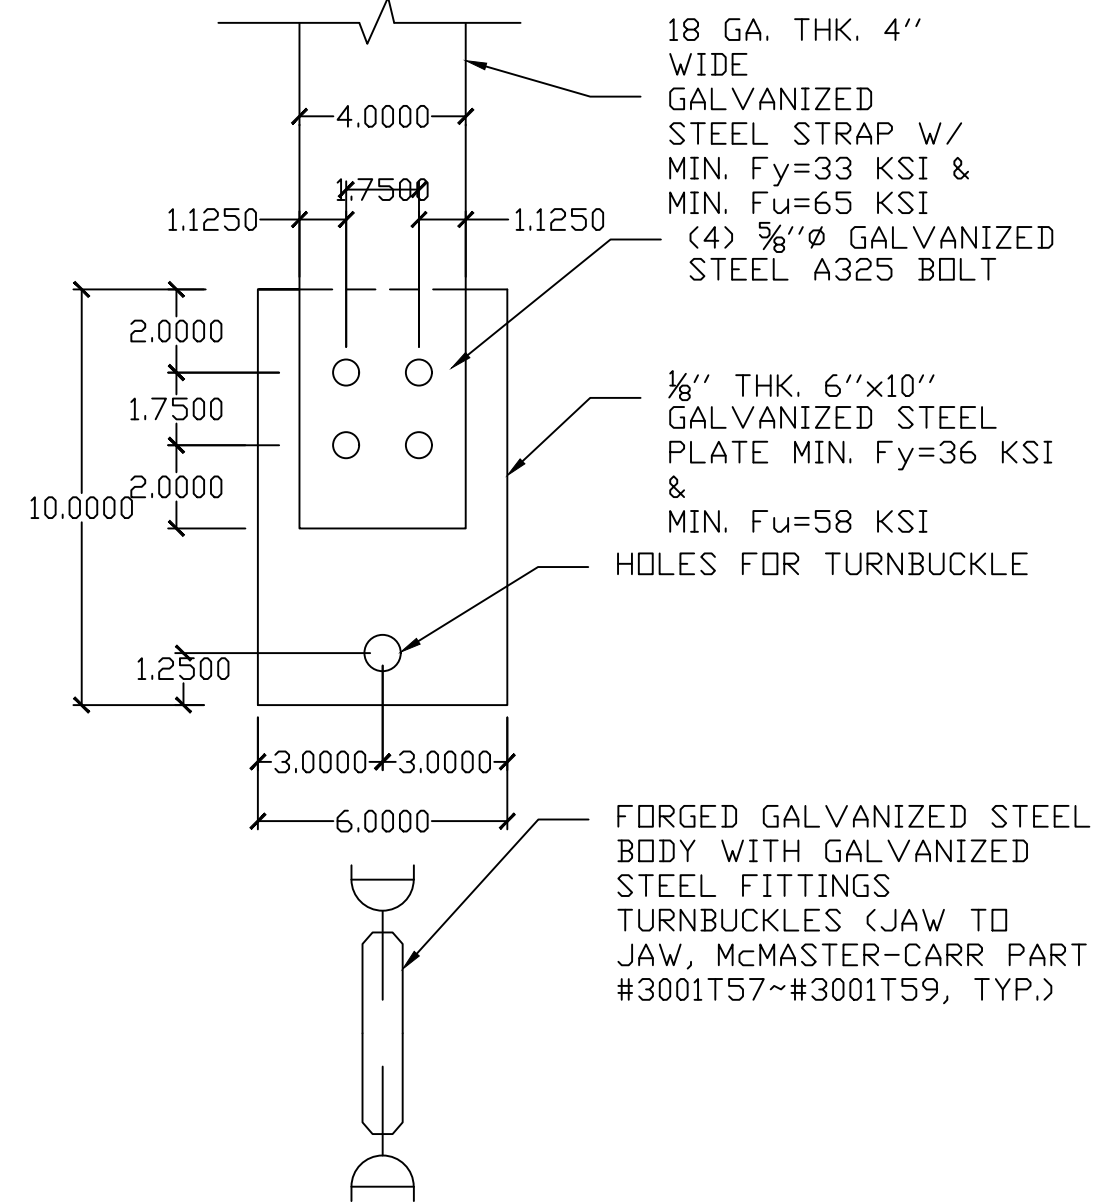 18 GA. THK. 4''
WIDE
GALVANIZED
STEEL STRAP W/
MIN. Fy=33 KSI &
MIN. Fu=65 KSI
4.0000
1.7500
1.1250
1.1250
(4) ⅝''Ø GALVANIZED
STEEL A325 BOLT
2.0000
1.7500
2.0000
10.0000
⅛'' THK. 6''x10''
GALVANIZED STEEL
PLATE MIN. Fy=36 KSI
&
MIN. Fu=58 KSI
HOLES FOR TURNBUCKLE
1.2500
3.0000
3.0000
6.0000
FORGED GALVANIZED STEEL
BODY WITH GALVANIZED
STEEL FITTINGS
TURNBUCKLES (JAW TO
JAW, McMASTER-CARR PART
#3001T57~#3001T59, TYP.)